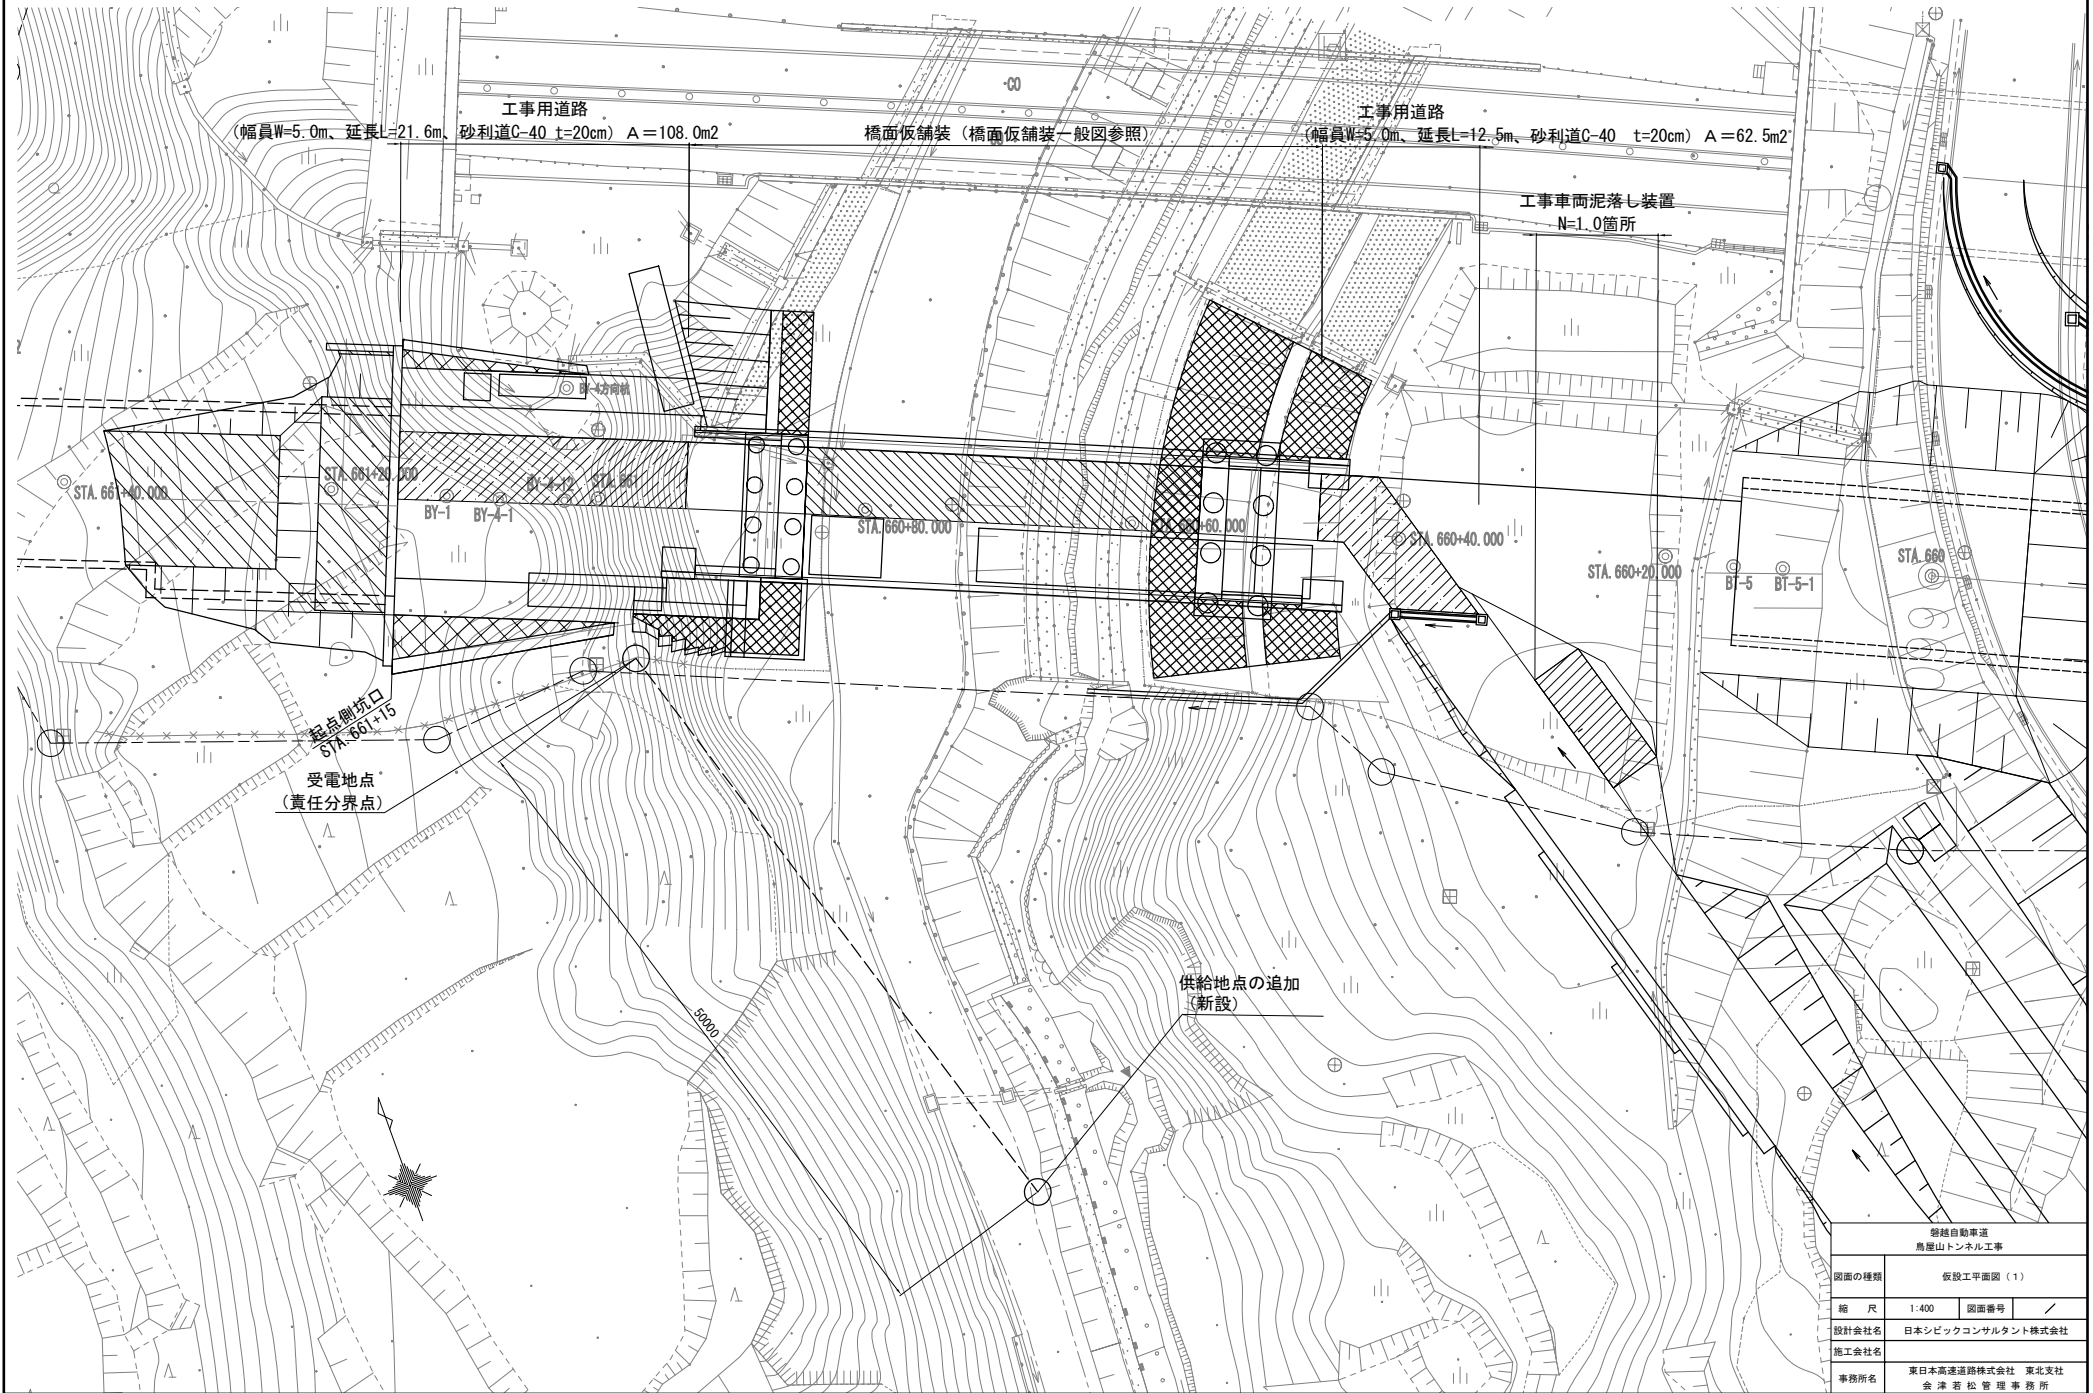 CO
工事用道路
(幅員W=5.0m、延長L=21.6m、砂利道C-40 t=20cm) A=108.0m2
橋面仮舗装 (橋面仮舗装一般図参照)
工事用道路
(幅員W=5.0m、延長L=12.5m、砂利道C-40 t=20cm) A=62.5m2
工事車両泥落し装置
N=1.0箇所
BY-4方向杭
STA. 661+40.000
STA. 661+20.000
BY-1
BY-4-1
BY-4-12
STA. 661
STA. 660+80.000
STA. 660+60.000
STA. 660+40.000
STA. 660+20.000
BT-5
BT-5-1
STA. 660
起点側坑口
STA. 661+15
受電地点
(責任分界点)
50000
供給地点の追加
(新設)
磐越自動車道
鳥屋山トンネル工事
図面の種類 仮設工平面図(1)
縮 尺 1:400 図面番号 /
設計会社名 日本シビックコンサルタント株式会社
施工会社名
事務所名 東日本高速道路株式会社 東北支社
会津若松管理事務所